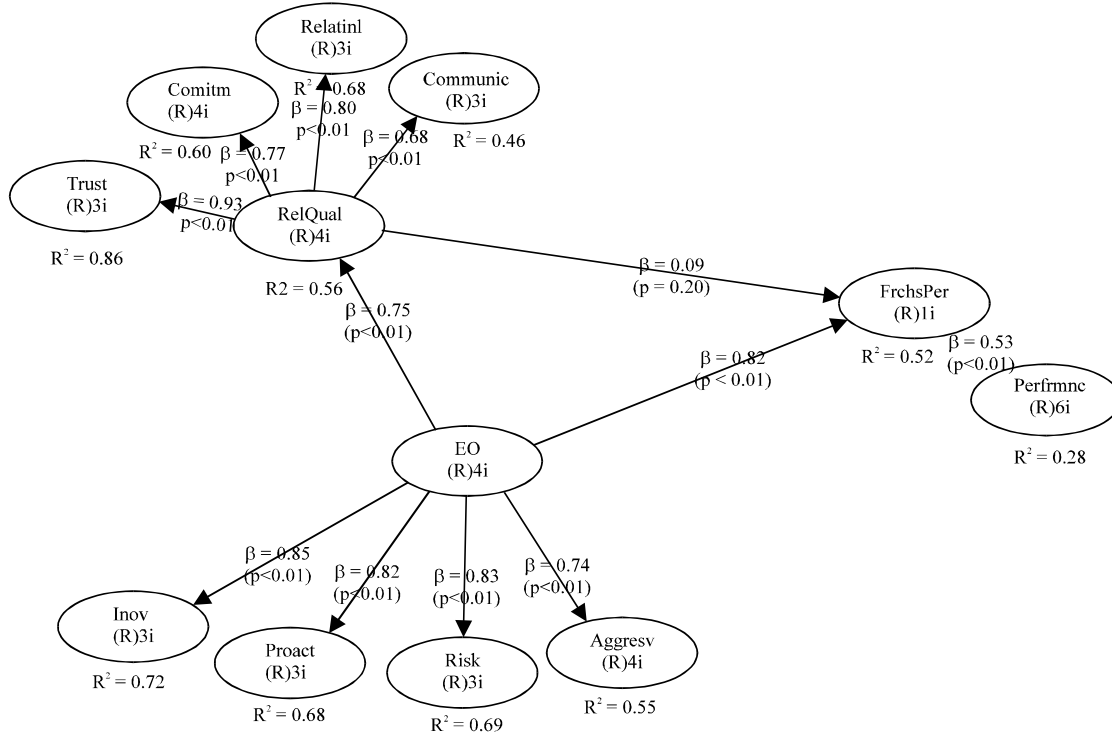 Relatinl
(R)3i
R² = 0.68
β = 0.80
p<0.01
Communic
(R)3i
R² = 0.46
β = 0.68
p<0.01
Comitm
(R)4i
R² = 0.60
β = 0.77
p<0.01
Trust
(R)3i
R² = 0.86
β = 0.93
p<0.01
RelQual
(R)4i
R2 = 0.56
β = 0.75
(p<0.01)
β = 0.09
(p = 0.20)
FrchsPer
(R)1i
R² = 0.52
β = 0.53
(p<0.01)
β = 0.82
(p < 0.01)
Perfrmnc
(R)6i
R² = 0.28
EO
(R)4i
β = 0.85
(p<0.01)
β = 0.82
(p<0.01)
β = 0.83
(p<0.01)
β = 0.74
(p<0.01)
Inov
(R)3i
R² = 0.72
Proact
(R)3i
R² = 0.68
Risk
(R)3i
R² = 0.69
Aggresv
(R)4i
R² = 0.55